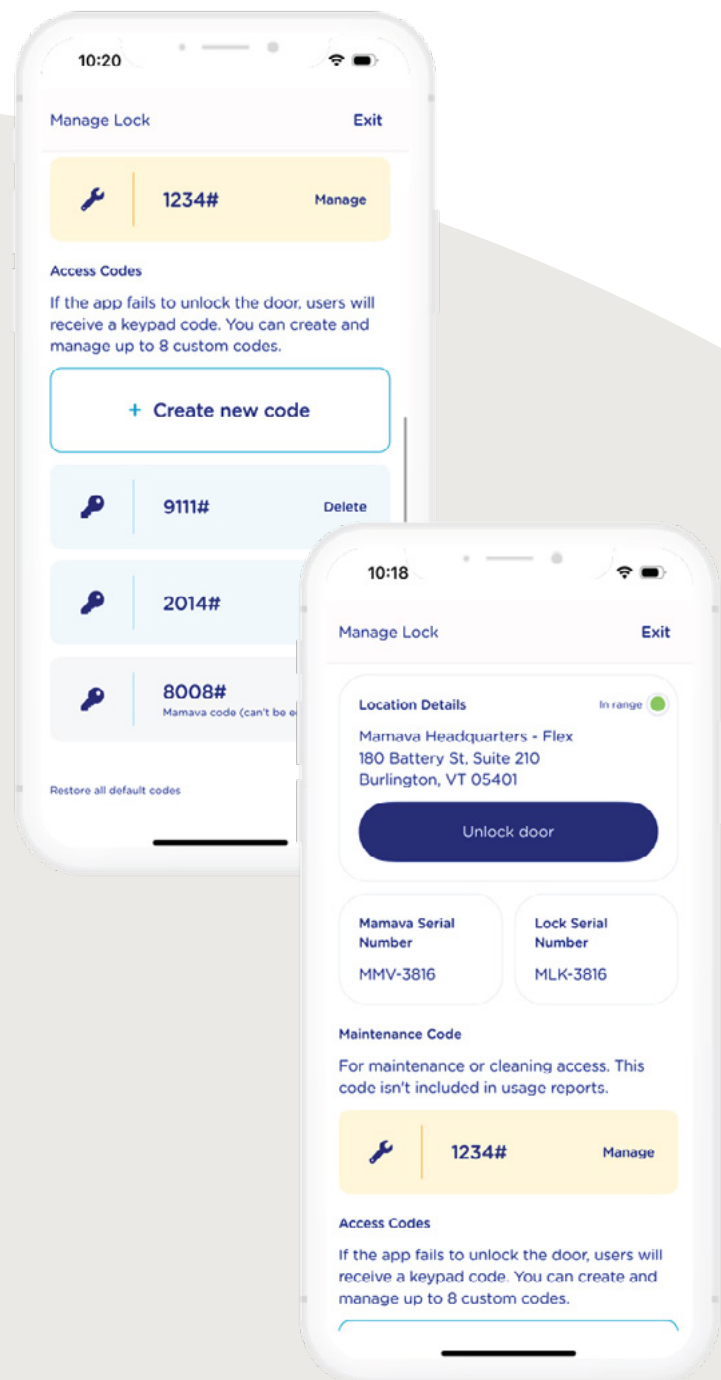 10:20
Manage Lock
Exit
1234#
Manage
Access Codes
If the app fails to unlock the door, users will
receive a keypad code. You can create and
manage up to 8 custom codes.
+ Create new code
9111#
Delete
2014#
8008#
Mamava code (can't be
Restore all default codes
10:18
Manage Lock
Exit
Location Details
In range
Mamava Headquarters - Flex
180 Battery St, Suite 210
Burlington, VT 05401
Unlock door
Mamava Serial
Number
MMV-3816
Lock Serial
Number
MLK-3816
Maintenance Code
For maintenance or cleaning access. This
code isn't included in usage reports.
1234#
Manage
Access Codes
If the app fails to unlock the door, users will
receive a keypad code. You can create and
manage up to 8 custom codes.